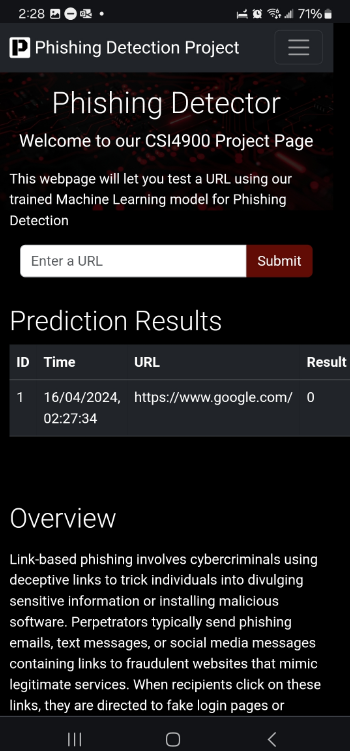 2:28 71%
Phishing Detection Project
Phishing Detector
Welcome to our CSI4900 Project Page
This webpage will let you test a URL using our
trained Machine Learning model for Phishing
Detection
Enter a URL Submit
Prediction Results
ID Time URL Result
1 16/04/2024, https://www.google.com/ 0
02:27:34
Overview
Link-based phishing involves cybercriminals using
deceptive links to trick individuals into divulging
sensitive information or installing malicious
software. Perpetrators typically send phishing
emails, text messages, or social media messages
containing links to fraudulent websites that mimic
legitimate services. When recipients click on these
links, they are directed to fake login pages or